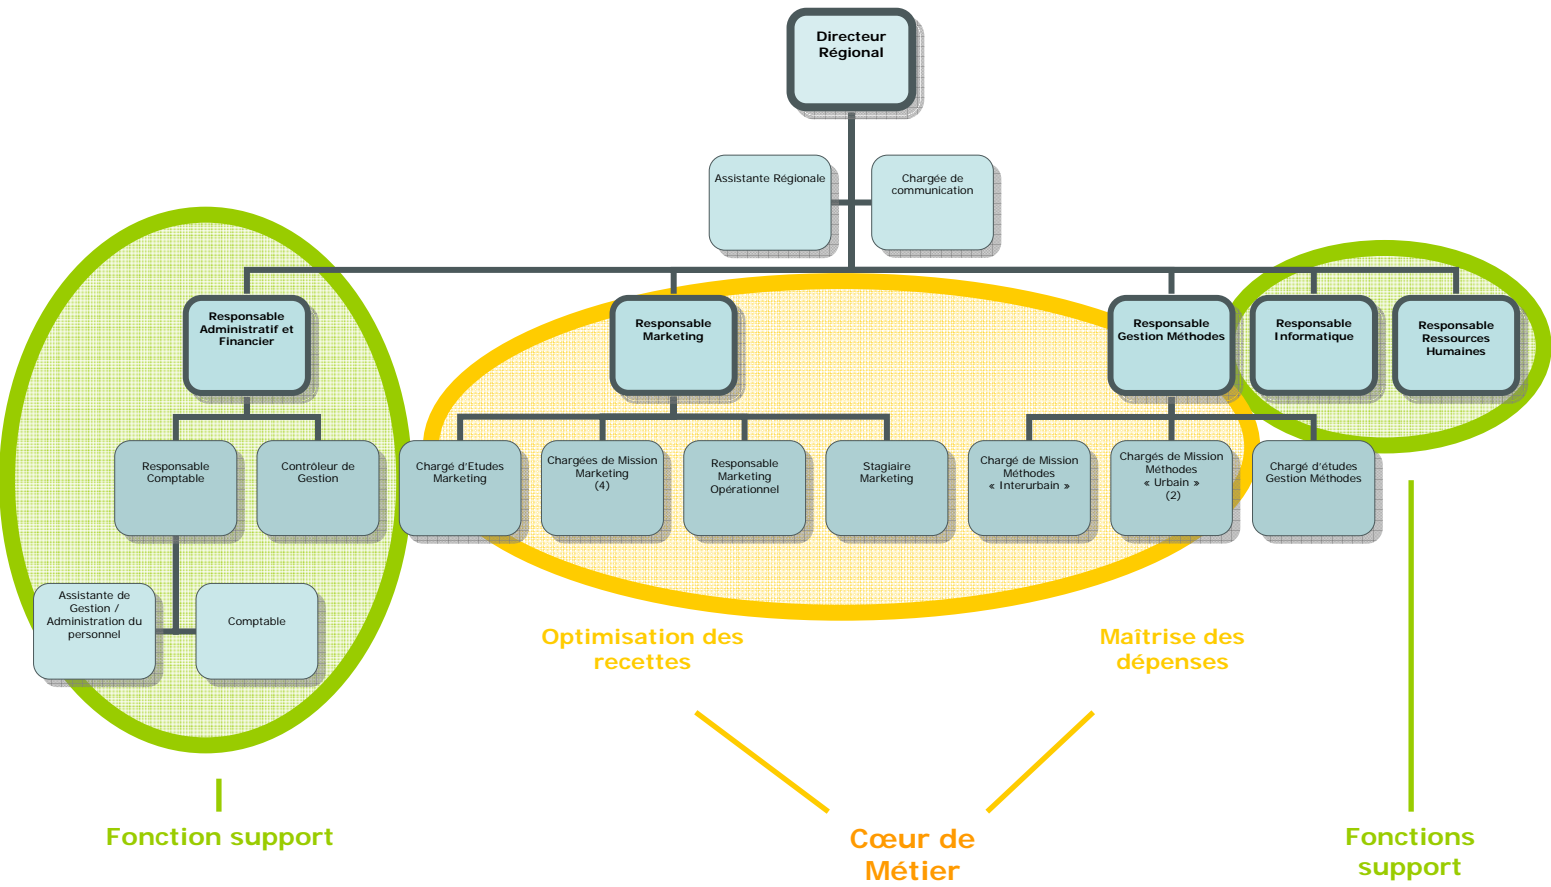 Directeur
Régional
Assistante Régionale
Chargée de
communication
Responsable
Administratif et
Financier
Responsable
Marketing
Responsable
Gestion Méthodes
Responsable
Informatique
Responsable
Ressources
Humaines
Responsable
Comptable
Contrôleur de
Gestion
Chargé d'Etudes
Marketing
Chargées de Mission
Marketing
(4)
Responsable
Marketing
Opérationnel
Stagiaire
Marketing
Chargé de Mission
Méthodes
« Interurbain »
Chargés de Mission
Méthodes
« Urbain »
(2)
Chargé d'études
Gestion Méthodes
Assistante de
Gestion /
Administration du
personnel
Comptable
Optimisation des
recettes
Maîtrise des
dépenses
Fonction support
Cœur de
Métier
Fonctions
support